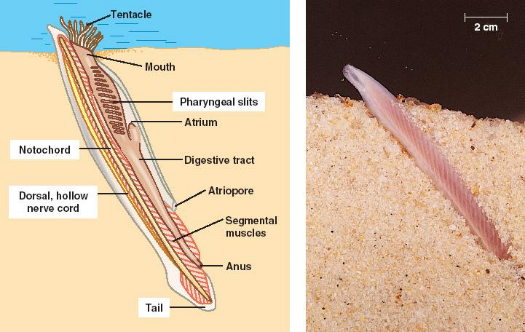 Tentacle
2 cm
Mouth
Pharyngeal slits
Atrium
Notochord
Digestive tract
Dorsal, hollow
nerve cord
Atriopore
Segmental
muscles
Anus
Tail